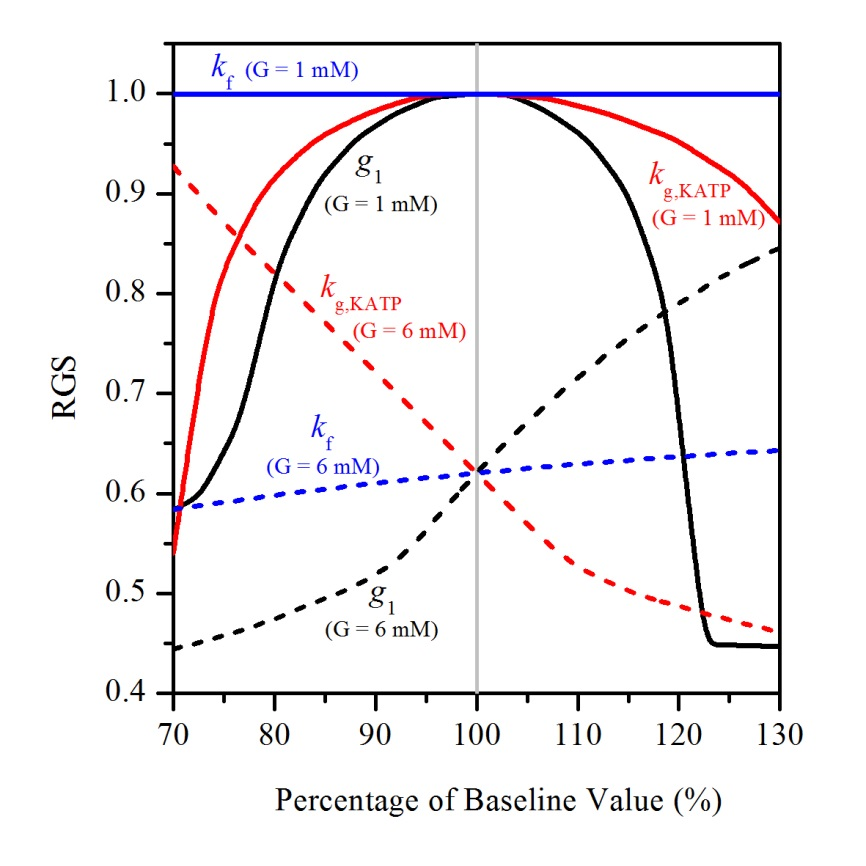 kf (G = 1 mM)
1.0
g1
(G = 1 mM)
kg,KATP
(G = 1 mM)
0.9
0.8
kg,KATP
(G = 6 mM)
RGS
0.7
kf
(G = 6 mM)
0.6
g1
(G = 6 mM)
0.5
0.4
70 80 90 100 110 120 130
Percentage of Baseline Value (%)